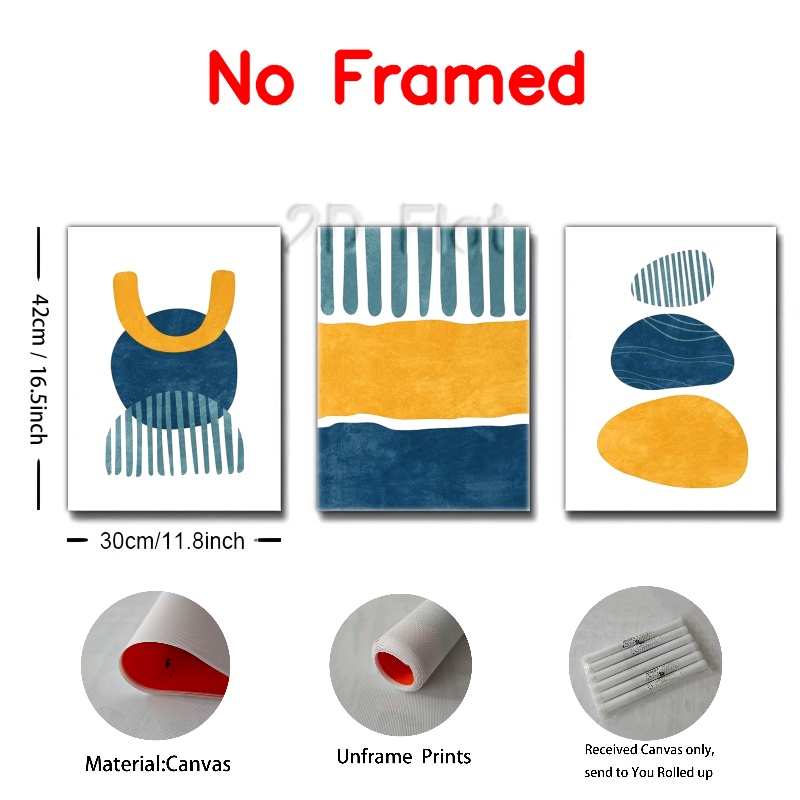 No Framed
2D Flat
42cm / 16.5inch
30cm/11.8inch
Material:Canvas
Unframe Prints
Received Canvas only,
send to You Rolled up